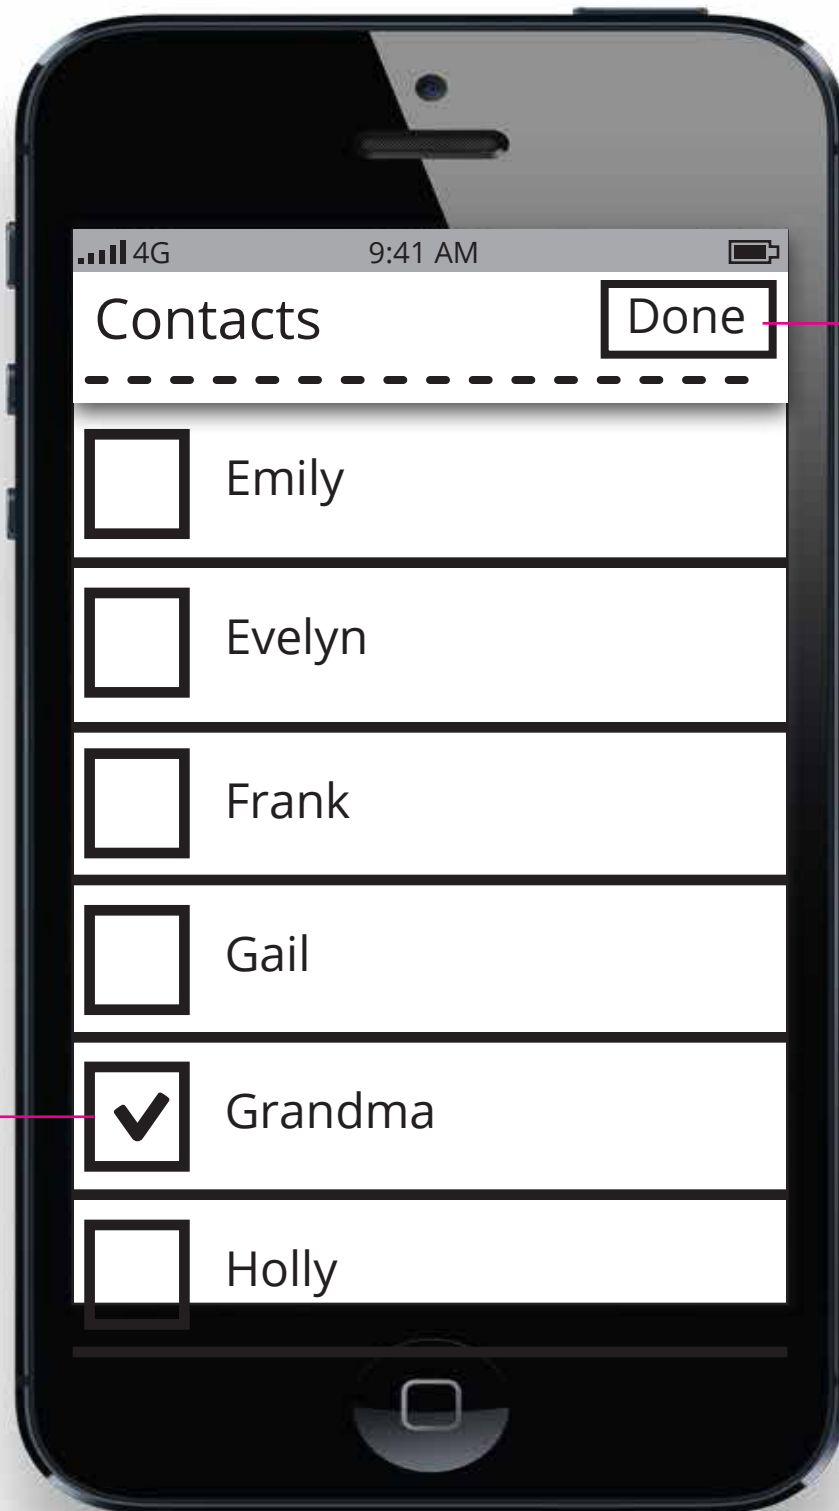 4G 9:41 AM
Contacts Done
Emily
Evelyn
Frank
Gail
Grandma
Holly